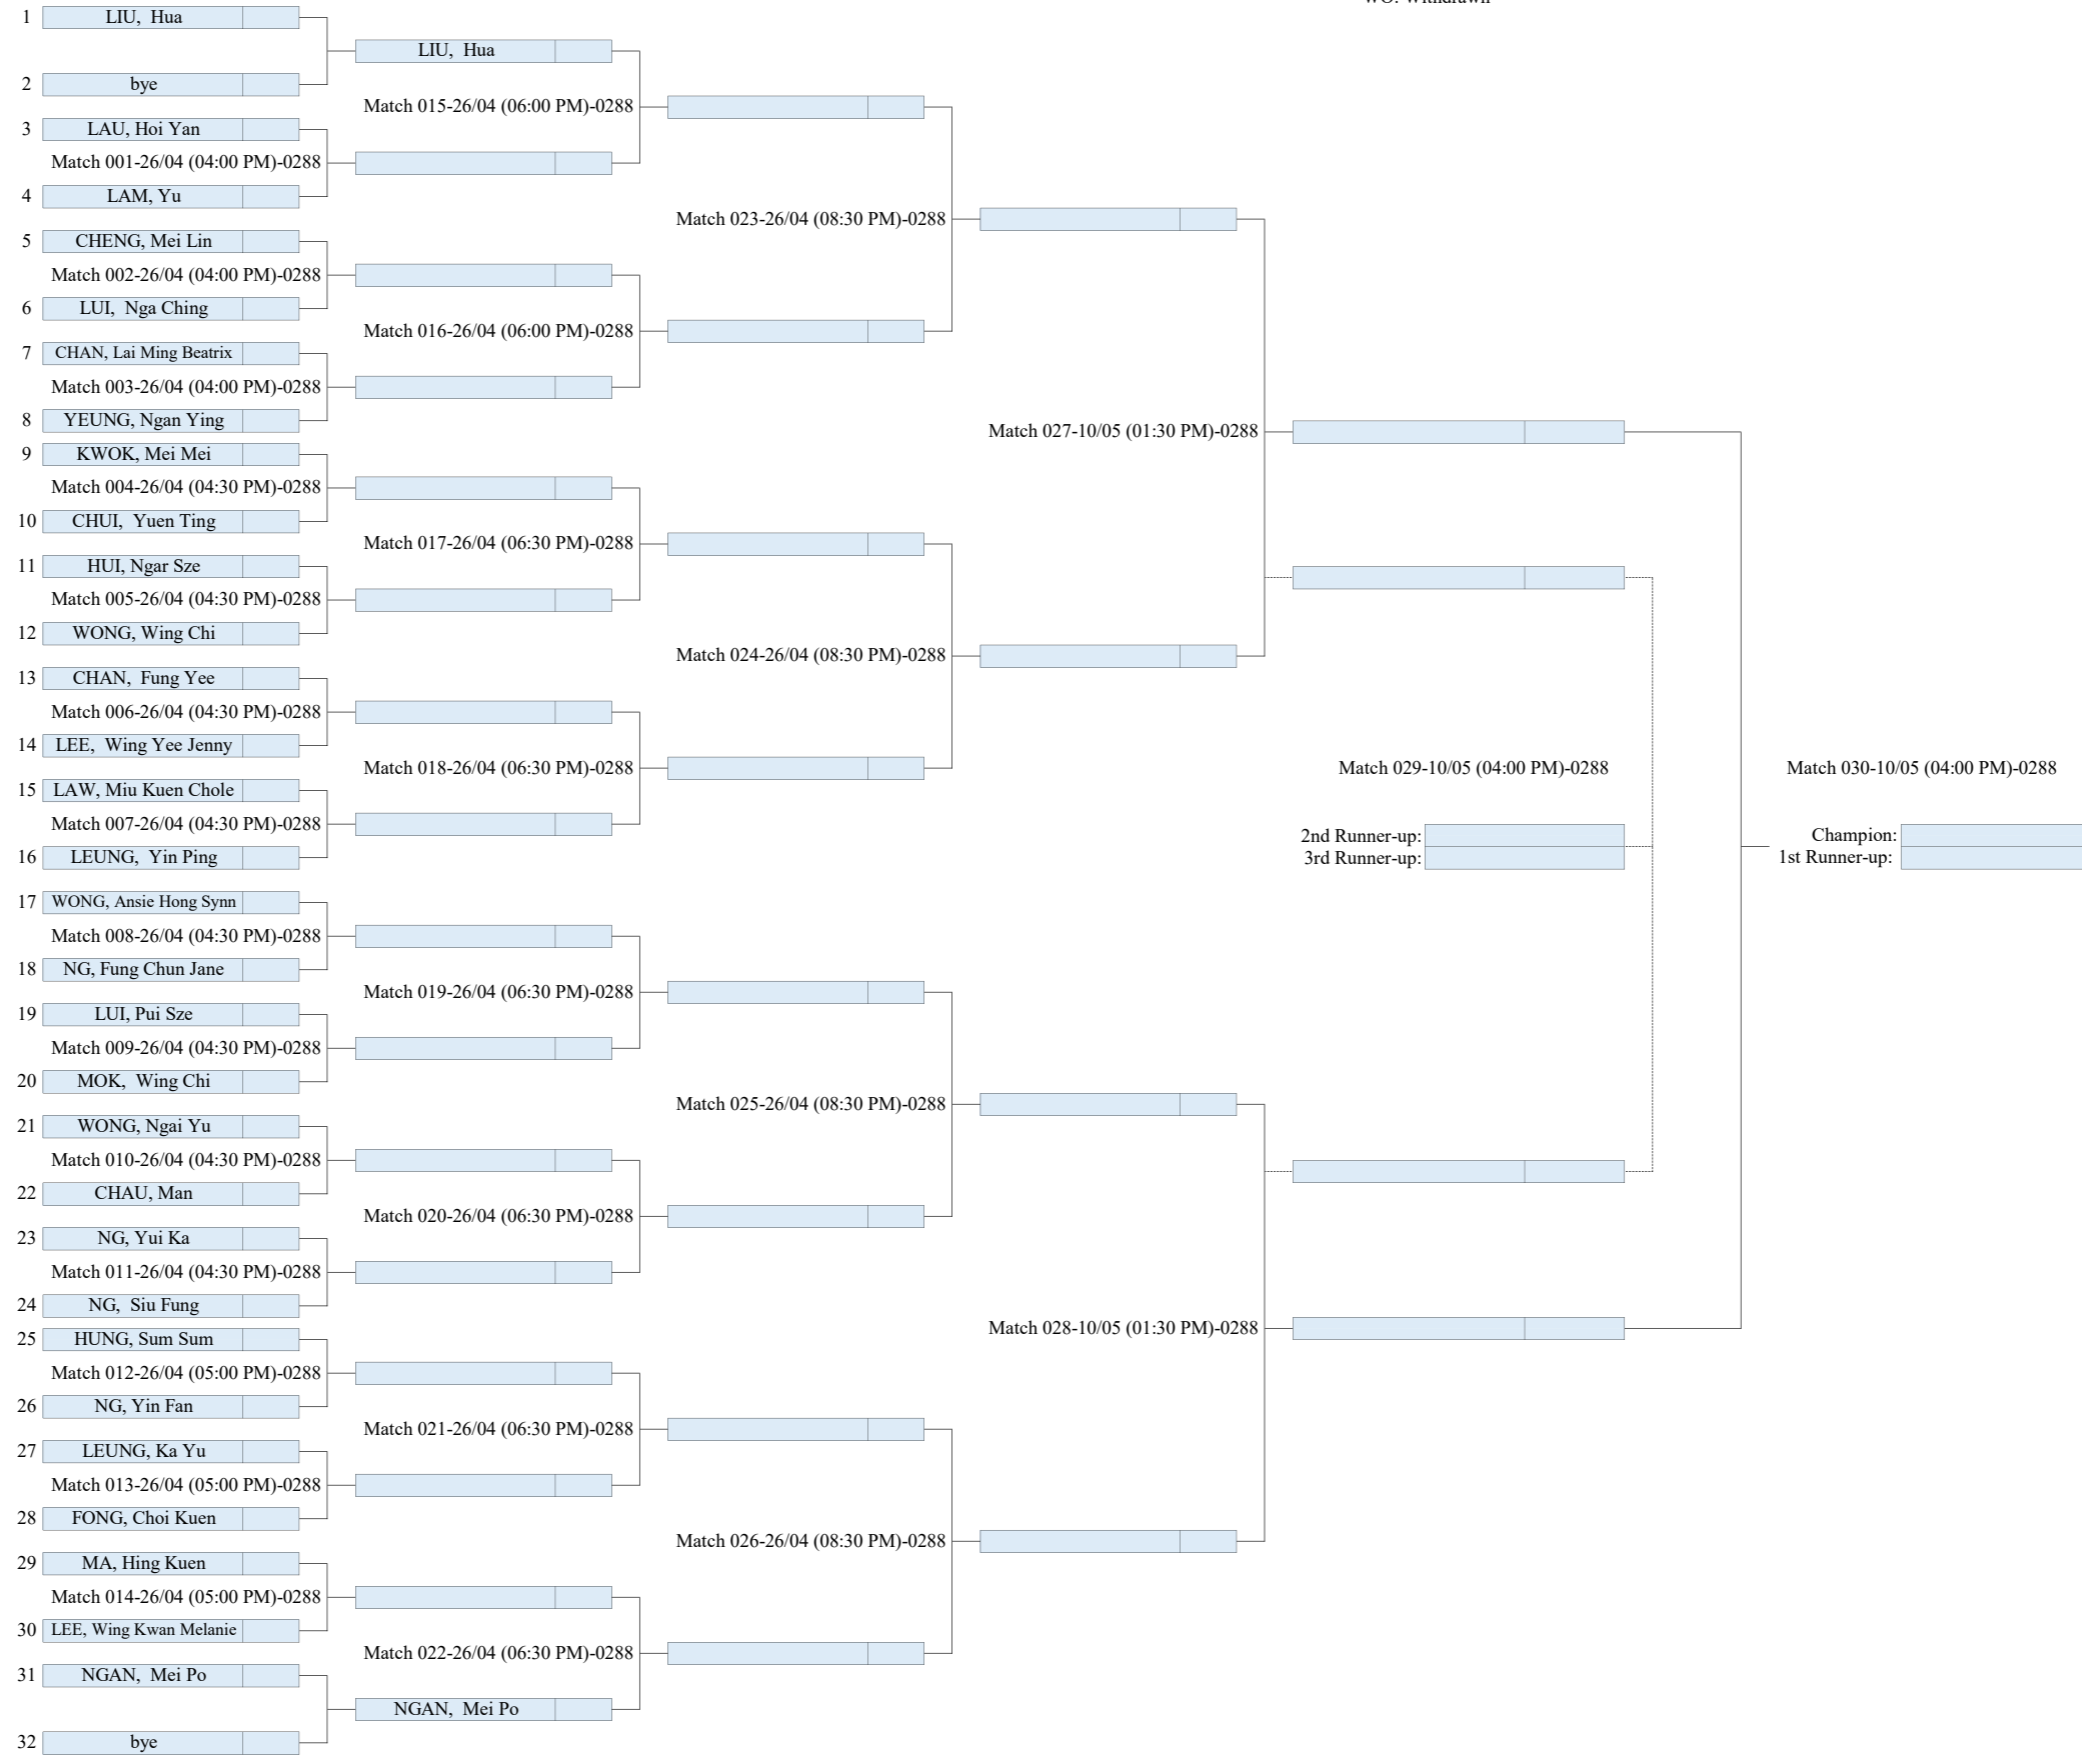 WO: Withdrawn
1 LIU, Hua
LIU, Hua
2 bye
Match 015-26/04 (06:00 PM)-0288
3 LAU, Hoi Yan
Match 001-26/04 (04:00 PM)-0288
4 LAM, Yu
Match 023-26/04 (08:30 PM)-0288
5 CHENG, Mei Lin
Match 002-26/04 (04:00 PM)-0288
6 LUI, Nga Ching
Match 016-26/04 (06:00 PM)-0288
7 CHAN, Lai Ming Beatrix
Match 003-26/04 (04:00 PM)-0288
8 YEUNG, Ngan Ying
Match 027-10/05 (01:30 PM)-0288
9 KWOK, Mei Mei
Match 004-26/04 (04:30 PM)-0288
10 CHUI, Yuen Ting
Match 017-26/04 (06:30 PM)-0288
11 HUI, Ngar Sze
Match 005-26/04 (04:30 PM)-0288
12 WONG, Wing Chi
Match 024-26/04 (08:30 PM)-0288
13 CHAN, Fung Yee
Match 006-26/04 (04:30 PM)-0288
14 LEE, Wing Yee Jenny
Match 018-26/04 (06:30 PM)-0288
Match 029-10/05 (04:00 PM)-0288
Match 030-10/05 (04:00 PM)-0288
15 LAW, Miu Kuen Chole
Match 007-26/04 (04:30 PM)-0288
2nd Runner-up:
Champion:
16 LEUNG, Yin Ping
3rd Runner-up:
1st Runner-up:
17 WONG, Ansie Hong Synn
Match 008-26/04 (04:30 PM)-0288
18 NG, Fung Chun Jane
Match 019-26/04 (06:30 PM)-0288
19 LUI, Pui Sze
Match 009-26/04 (04:30 PM)-0288
20 MOK, Wing Chi
Match 025-26/04 (08:30 PM)-0288
21 WONG, Ngai Yu
Match 010-26/04 (04:30 PM)-0288
22 CHAU, Man
Match 020-26/04 (06:30 PM)-0288
23 NG, Yui Ka
Match 011-26/04 (04:30 PM)-0288
24 NG, Siu Fung
Match 028-10/05 (01:30 PM)-0288
25 HUNG, Sum Sum
Match 012-26/04 (05:00 PM)-0288
26 NG, Yin Fan
Match 021-26/04 (06:30 PM)-0288
27 LEUNG, Ka Yu
Match 013-26/04 (05:00 PM)-0288
28 FONG, Choi Kuen
Match 026-26/04 (08:30 PM)-0288
29 MA, Hing Kuen
Match 014-26/04 (05:00 PM)-0288
30 LEE, Wing Kwan Melanie
Match 022-26/04 (06:30 PM)-0288
31 NGAN, Mei Po
NGAN, Mei Po
32 bye